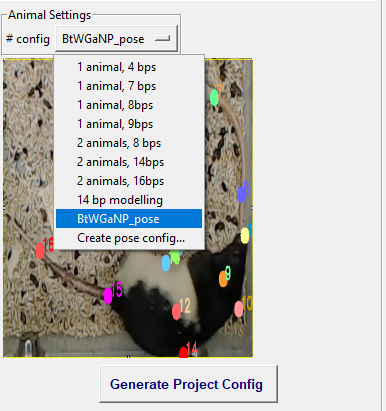 Animal Settings
# config BtWGaNP_pose
1 animal, 4 bps
1 animal, 7 bps
1 animal, 8bps
1 animal, 9bps
2 animals, 8 bps
2 animals, 14bps
2 animals, 16bps
14 bp modelling
BtWGaNP_pose
Create pose config...
16
9
15
12
10
14
Generate Project Config